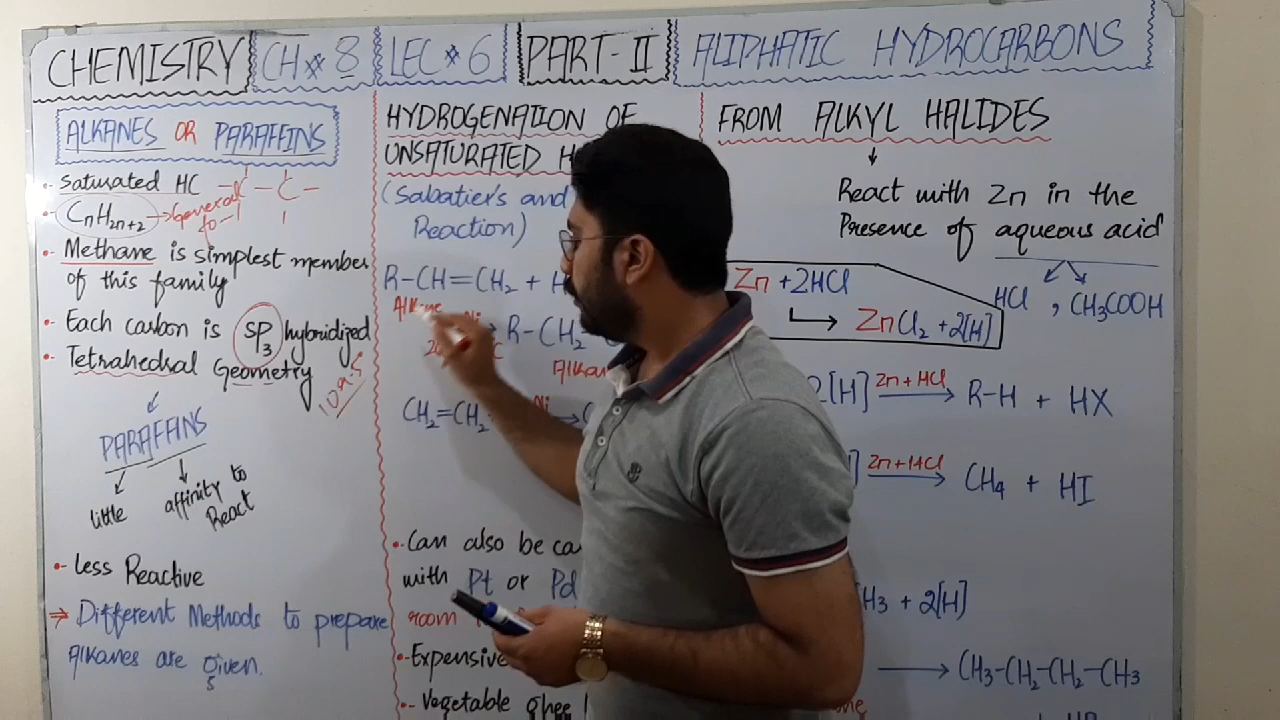 CHEMISTRY CH # 8 LEC # 6 PART-II ALIPHATIC HYDROCARBONS
ALKANES OR PARAFFINS
· Saturated HC -C-C-
· CnH2n+2 → General
· Methane is simplest member
of this family
· Each carbon is SP3 hybridized
· Tetrahedral Geometry
109.5
PARAFFINS
little affinity to
React
· Less Reactive
⇒ Different Methods to prepare
Alkanes are given.
HYDROGENATION OF
UNSATURATED H
(Sabatier's and
Reaction)
R-CH=CH2 + H
R-CH2
CH2=CH2
Ni
· Can also be ca
with Pt or Pd
room
· Expensive
· Vegetable ghee
FROM ALKYL HALIDES
React with Zn in the
Presence of aqueous acid
HCl , CH3COOH
Zn + 2HCl
→ ZnCl2 + 2[H]
2[H] Zn + HCl → R-H + HX
] Zn + HCl → CH4 + HI
H3 + 2[H]
→ CH3-CH2-CH2-CH3